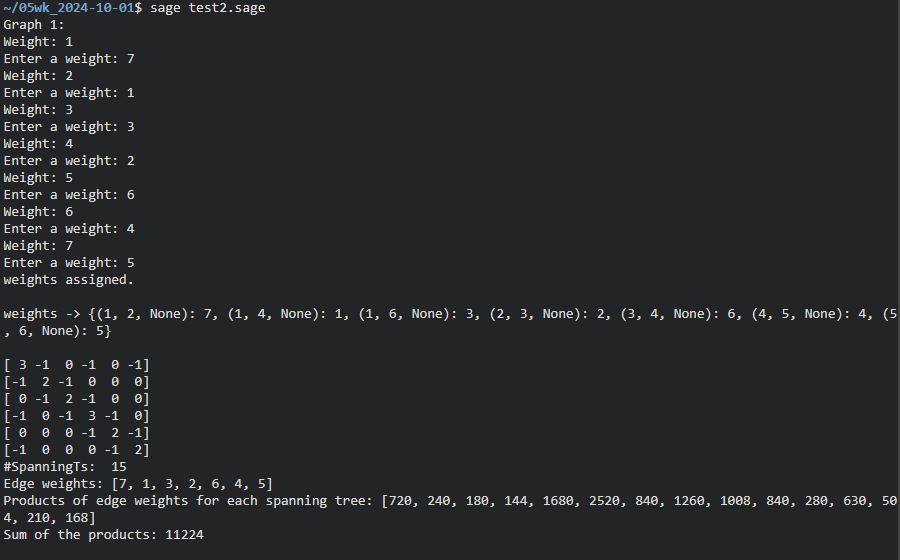 ~/05wk_2024-10-01$ sage test2.sage
Graph 1:
Weight: 1
Enter a weight: 7
Weight: 2
Enter a weight: 1
Weight: 3
Enter a weight: 3
Weight: 4
Enter a weight: 2
Weight: 5
Enter a weight: 6
Weight: 6
Enter a weight: 4
Weight: 7
Enter a weight: 5
weights assigned.
weights -> {(1, 2, None): 7, (1, 4, None): 1, (1, 6, None): 3, (2, 3, None): 2, (3, 4, None): 6, (4, 5, None): 4, (5
, 6, None): 5}
[ 3 -1  0 -1  0 -1]
[-1  2 -1  0  0  0]
[ 0 -1  2 -1  0  0]
[-1  0 -1  3 -1  0]
[ 0  0  0 -1  2 -1]
[-1  0  0  0 -1  2]
#SpanningTs:  15
Edge weights: [7, 1, 3, 2, 6, 4, 5]
Products of edge weights for each spanning tree: [720, 240, 180, 144, 1680, 2520, 840, 1260, 1008, 840, 280, 630, 50
4, 210, 168]
Sum of the products: 11224